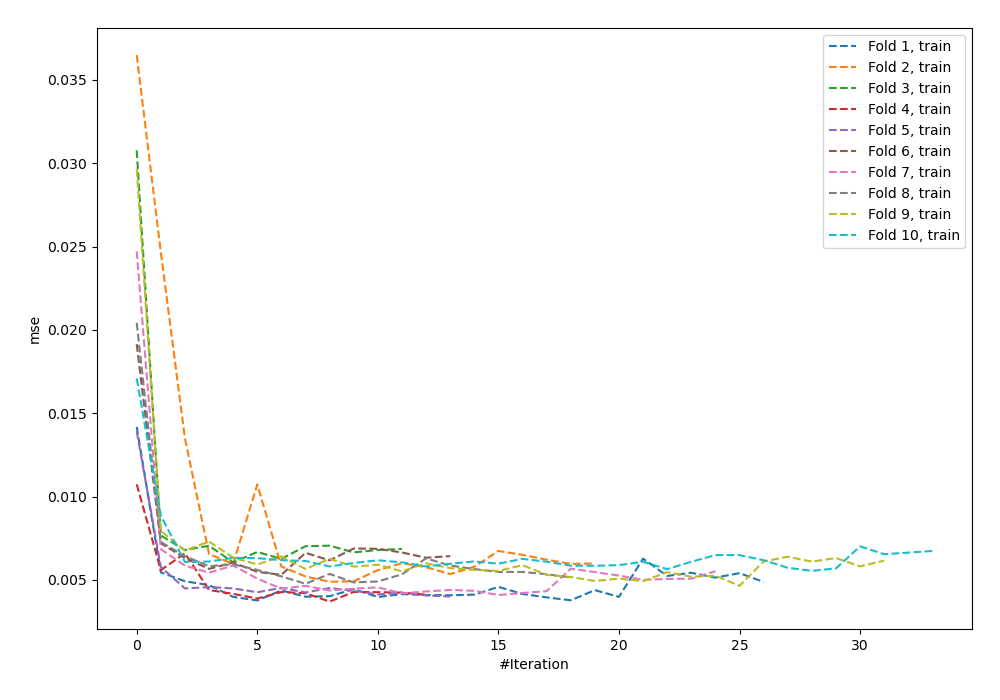 0.035
0.030
0.025
0.020
0.015
0.010
0.005
mse
0
5
10
15
20
25
30
#Iteration
Fold 1, train
Fold 2, train
Fold 3, train
Fold 4, train
Fold 5, train
Fold 6, train
Fold 7, train
Fold 8, train
Fold 9, train
Fold 10, train